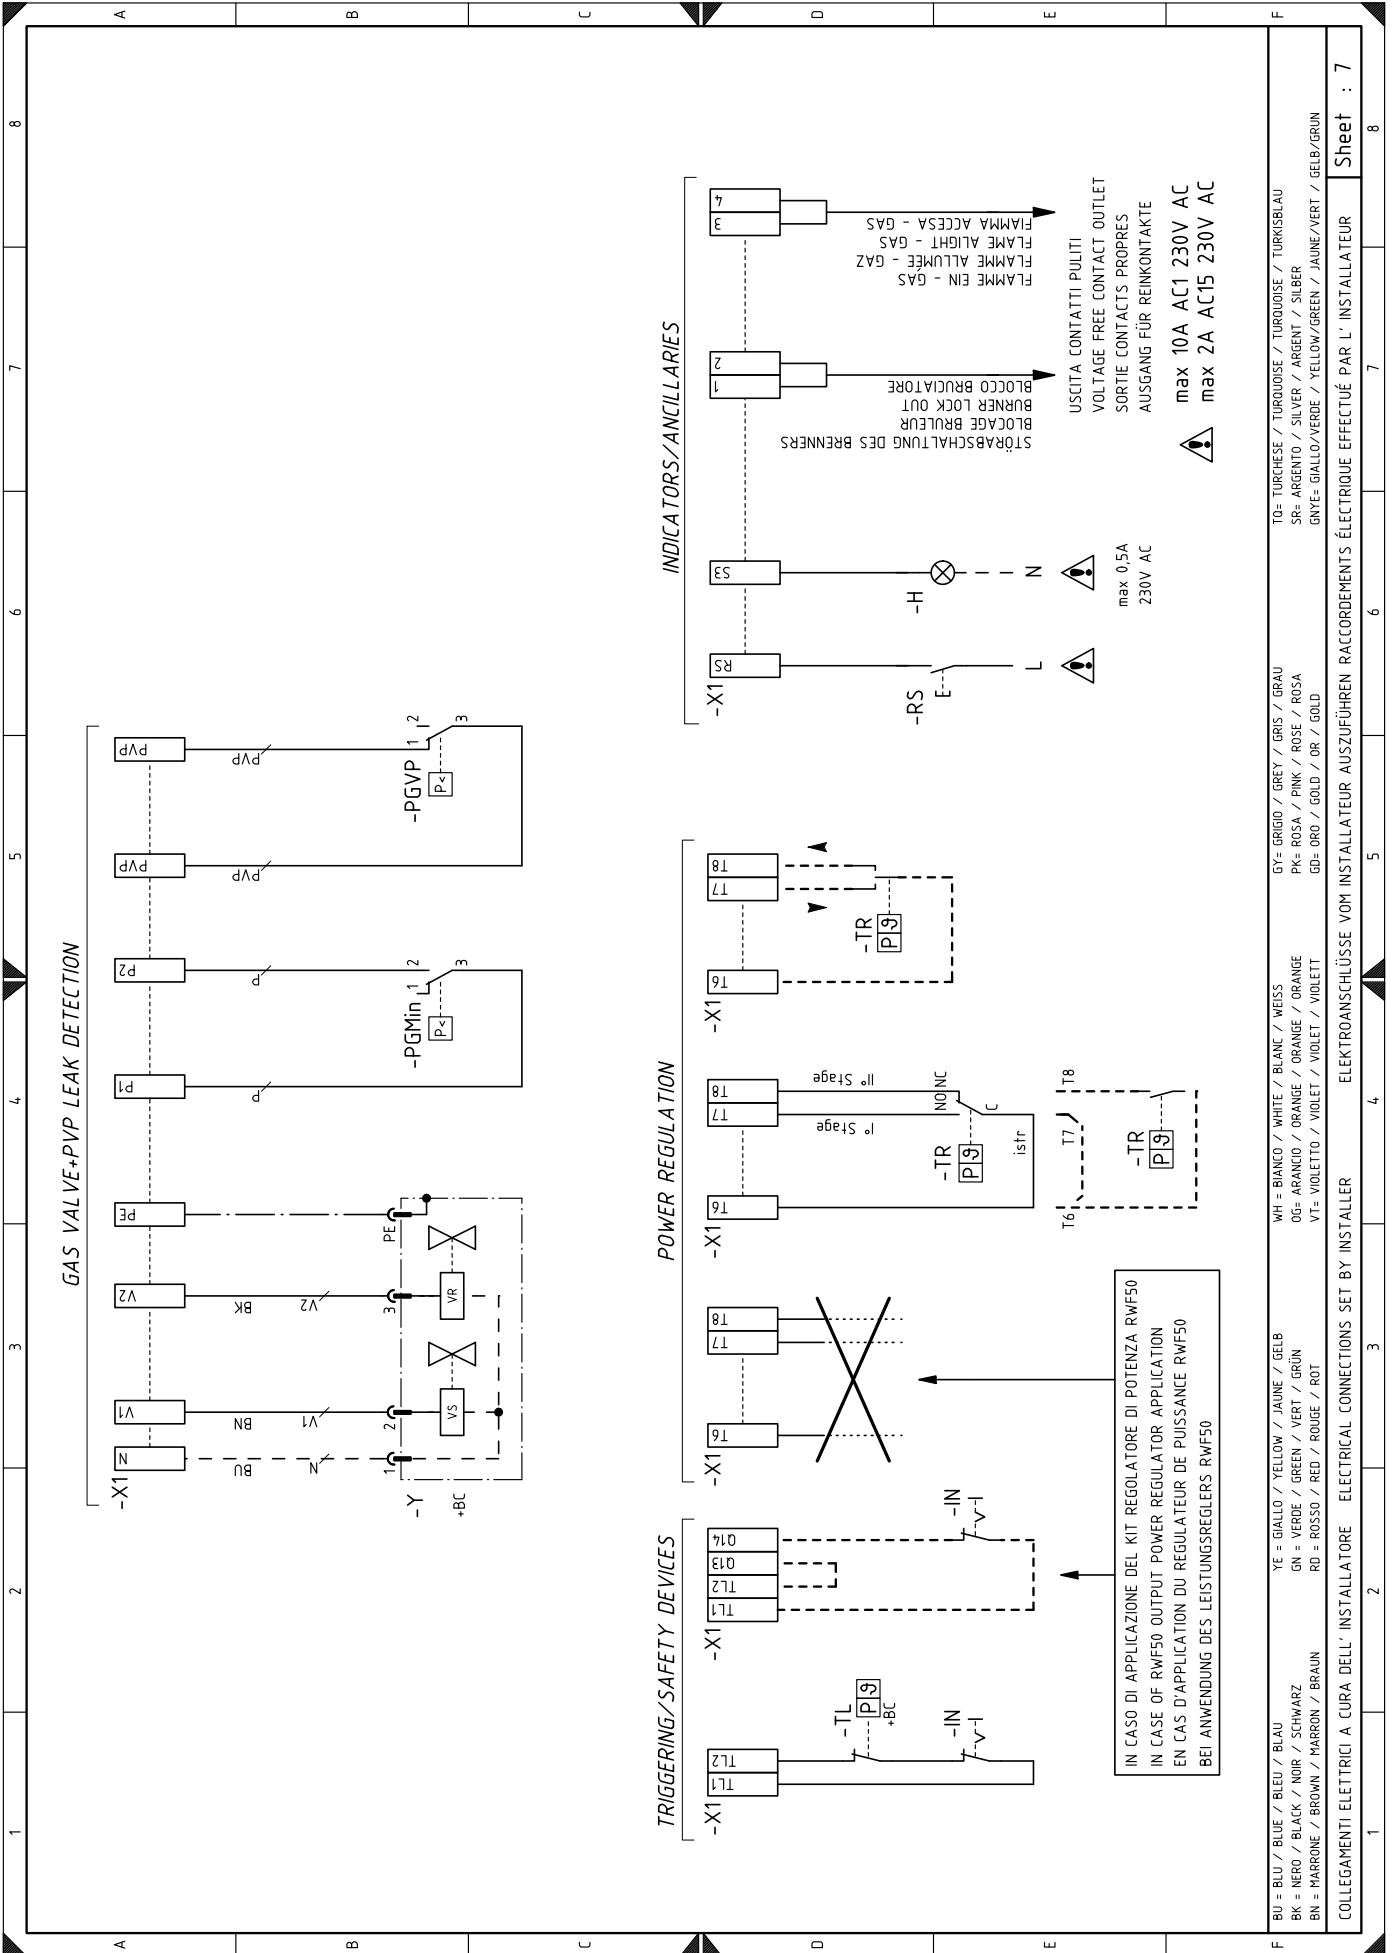 1
2
3
4
5
6
7
8
A
B
C
D
E
F
GAS VALVE+PVP LEAK DETECTION
-X1
N
V1
V2
PE
P1
P2
PVP
PVP
BU
BN
BK
N
V1
V2
P
P
PVP
PVP
1
2
3
PE
-Y
+BC
VS
VR
-PGMin
1
2
3
P<
-PGVP
1
2
3
P<
TRIGGERING/SAFETY DEVICES
-X1
TL1
TL2
-TL
P
ϑ
+BC
-IN
-X1
TL1
TL2
Q13
Q14
-IN
POWER REGULATION
-X1
T6
T7
T8
-X1
T6
T7
T8
I° Stage
II° Stage
-TR
P
ϑ
NO
NC
C
istr
T6
T7
T8
-TR
P
ϑ
-X1
T6
T7
T8
-TR
P
ϑ
INDICATORS/ANCILLARIES
-X1
RS
S3
1
2
3
4
-RS
L
-H
N
max 0,5A
230V AC
STÖRABSCHALTUNG DES BRENNERS
BLOCAGE BRULEUR
BURNER LOCK OUT
BLOCCO BRUCIATORE
FLAMME EIN - GAS
FLAMME ALLUMÉE - GAZ
FLAME ALIGHT - GAS
FIAMMA ACCESA - GAS
USCITA CONTATTI PULITI
VOLTAGE FREE CONTACT OUTLET
SORTIE CONTACTS PROPRES
AUSGANG FÜR REINKONTAKTE
max 10A AC1 230V AC
max 2A AC15 230V AC
IN CASO DI APPLICAZIONE DEL KIT REGOLATORE DI POTENZA RWF50
IN CASE OF RWF50 OUTPUT POWER REGULATOR APPLICATION
EN CAS D'APPLICATION DU REGULATEUR DE PUISSANCE RWF50
BEI ANWENDUNG DES LEISTUNGSREGLERS RWF50
BU = BLU / BLUE / BLEU / BLAU
BK = NERO / BLACK / NOIR / SCHWARZ
BN = MARRONE / BROWN / MARRON / BRAUN
YE = GIALLO / YELLOW / JAUNE / GELB
GN = VERDE / GREEN / VERT / GRÜN
RD = ROSSO / RED / ROUGE / ROT
WH = BIANCO / WHITE / BLANC / WEISS
OG= ARANCIO / ORANGE / ORANGE / ORANGE
VT= VIOLETTO / VIOLET / VIOLET / VIOLETT
GY= GRIGIO / GREY / GRIS / GRAU
PK= ROSA / PINK / ROSE / ROSA
GD= ORO / GOLD / OR / GOLD
TQ= TURCHESE / TURQUOISE / TURQUOISE / TURKISBLAU
SR= ARGENTO / SILVER / ARGENT / SILBER
GNYE= GIALLO/VERDE / YELLOW/GREEN / JAUNE/VERT / GELB/GRUN
COLLEGAMENTI ELETTRICI A CURA DELL' INSTALLATORE ELECTRICAL CONNECTIONS SET BY INSTALLER ELEKTROANSCHLÜSSE VOM INSTALLATEUR AUSZUFÜHREN RACCORDEMENTS ÉLECTRIQUE EFFECTUÉ PAR L' INSTALLATEUR
Sheet : 7
1
2
3
4
5
6
7
8
A
B
C
D
E
F